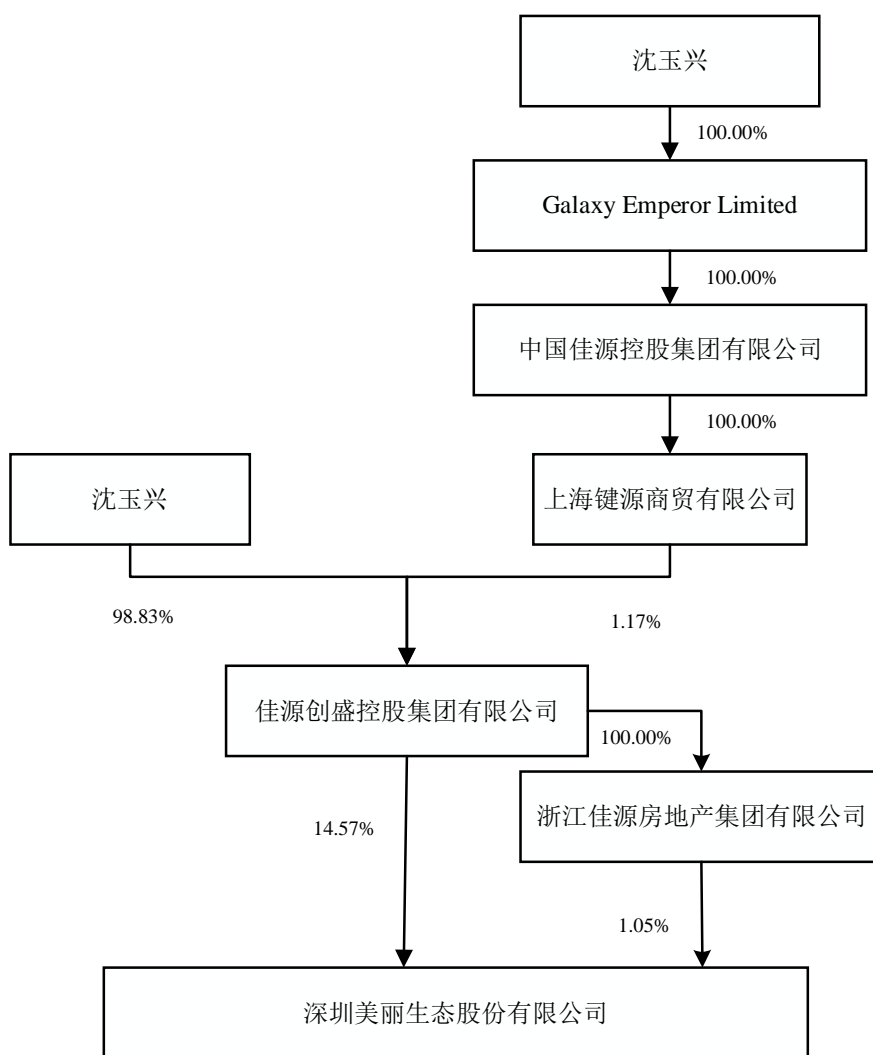 沈玉兴
100.00%
Galaxy Emperor Limited
100.00%
中国佳源控股集团有限公司
100.00%
沈玉兴
上海键源商贸有限公司
98.83%
1.17%
佳源创盛控股集团有限公司
100.00%
浙江佳源房地产集团有限公司
14.57%
1.05%
深圳美丽生态股份有限公司